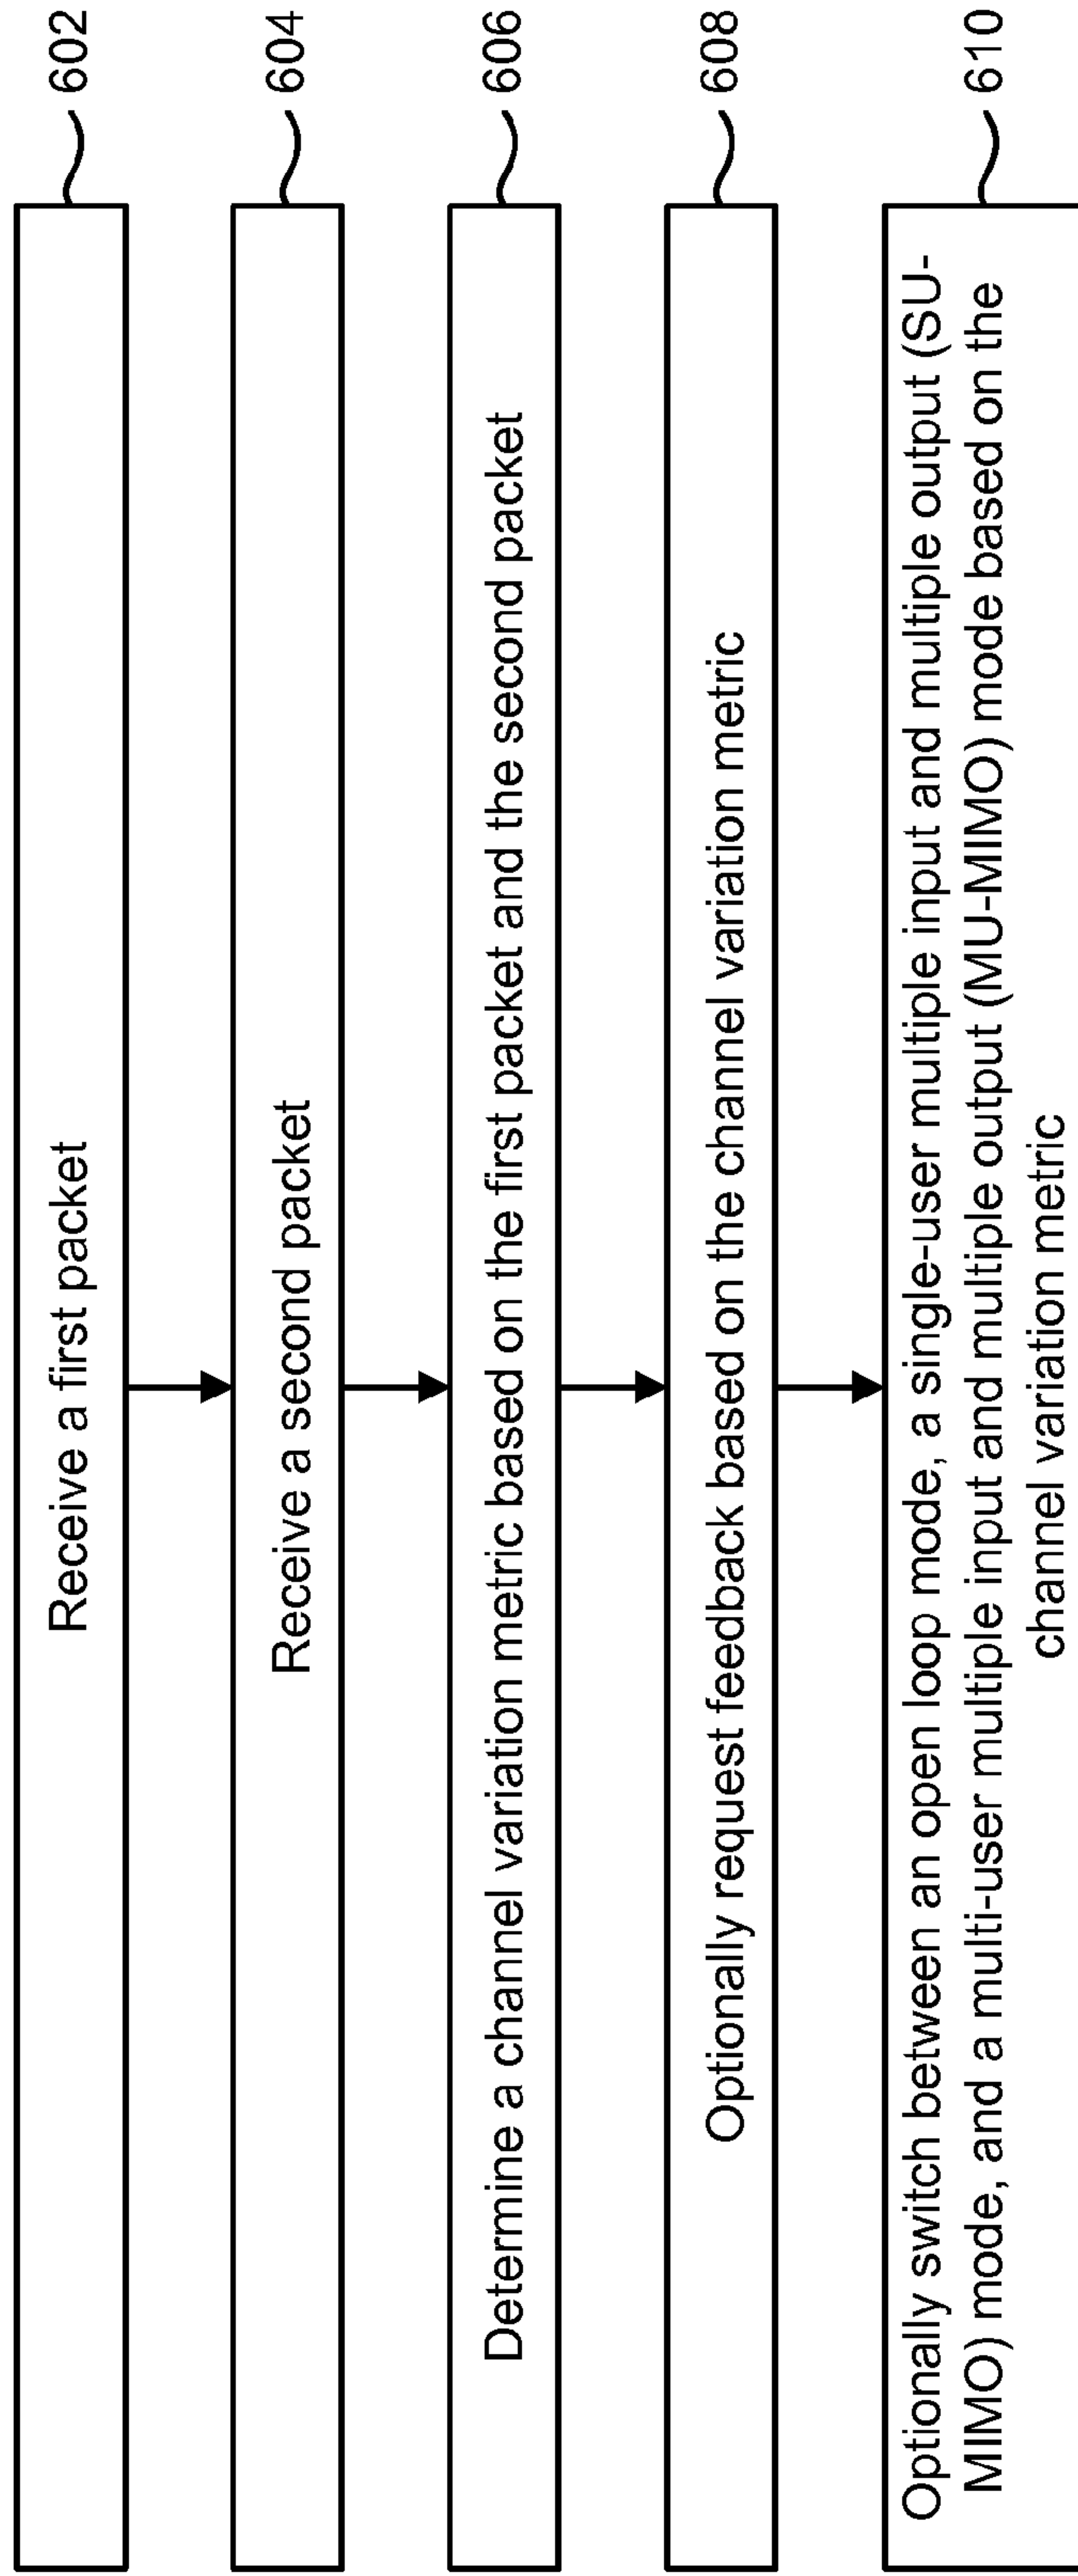 Receive a first packet
602
Receive a second packet
604
Determine a channel variation metric based on the first packet and the second packet
606
Optionally request feedback based on the channel variation metric
608
Optionally switch between an open loop mode, a single-user multiple input and multiple output (SU-
MIMO) mode, and a multi-user multiple input and multiple output (MU-MIMO) mode based on the
channel variation metric
610